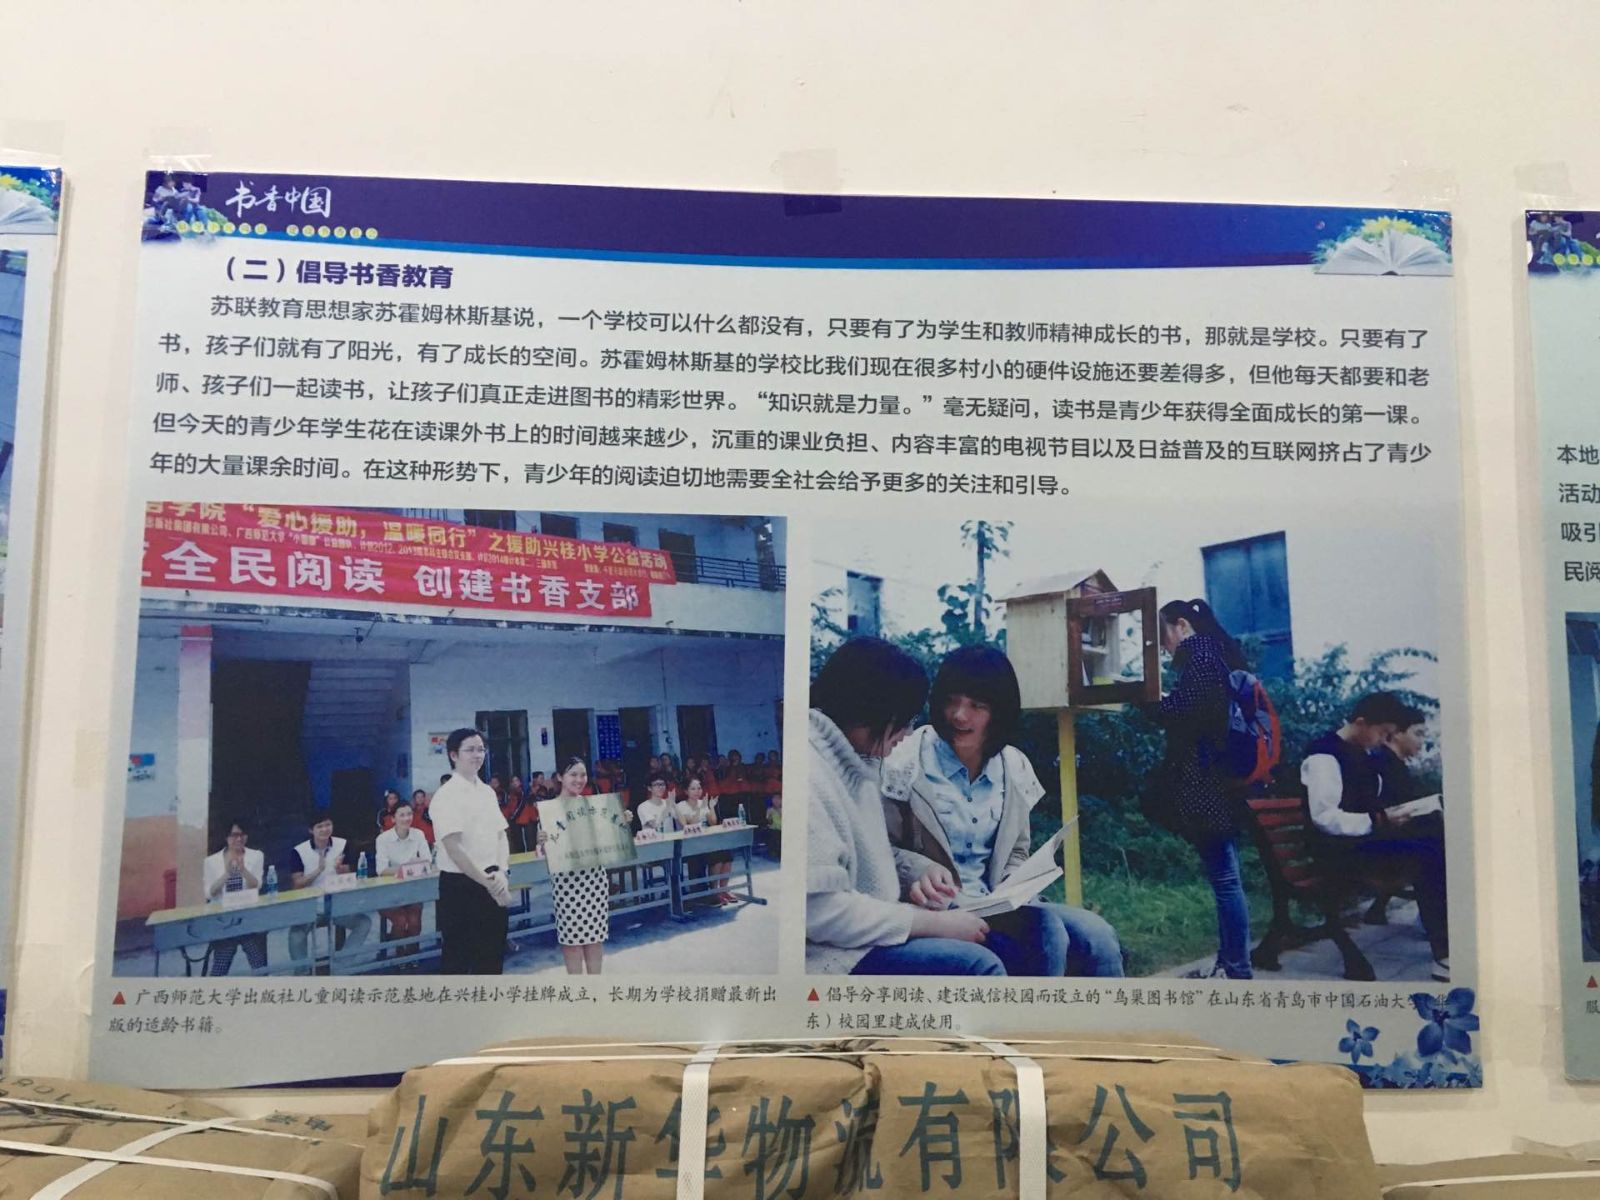 书香中国
（二）倡导书香教育
苏联教育思想家苏霍姆林斯基说，一个学校可以什么都没有，只要有了为学生和教师精神成长的书，那就是学校。只要有了
书，孩子们就有了阳光，有了成长的空间。苏霍姆林斯基的学校比我们现在很多村小的硬件设施还要差得多，但他每天都要和老
师、孩子们一起读书，让孩子们真正走进图书的精彩世界。“知识就是力量。”毫无疑问，读书是青少年获得全面成长的第一课。
但今天的青少年学生花在读课外书上的时间越来越少，沉重的课业负担、内容丰富的电视节目以及日益普及的互联网挤占了青少
年的大量课余时间。在这种形势下，青少年的阅读迫切地需要全社会给予更多的关注和引导。
学院“爱心援助，温暖同行”之援助兴桂小学公益活动
全民阅读 创建书香支部
▲ 广西师范大学出版社儿童阅读示范基地在兴桂小学挂牌成立，长期为学校捐赠最新出
版的适龄书籍。
▲ 倡导分享阅读、建设诚信校园而设立的“鸟巢图书馆”在山东省青岛市中国石油大学（华
东）校园里建成使用。
本地
活动
吸引
民阅
▲
服
山东新华物流有限公司